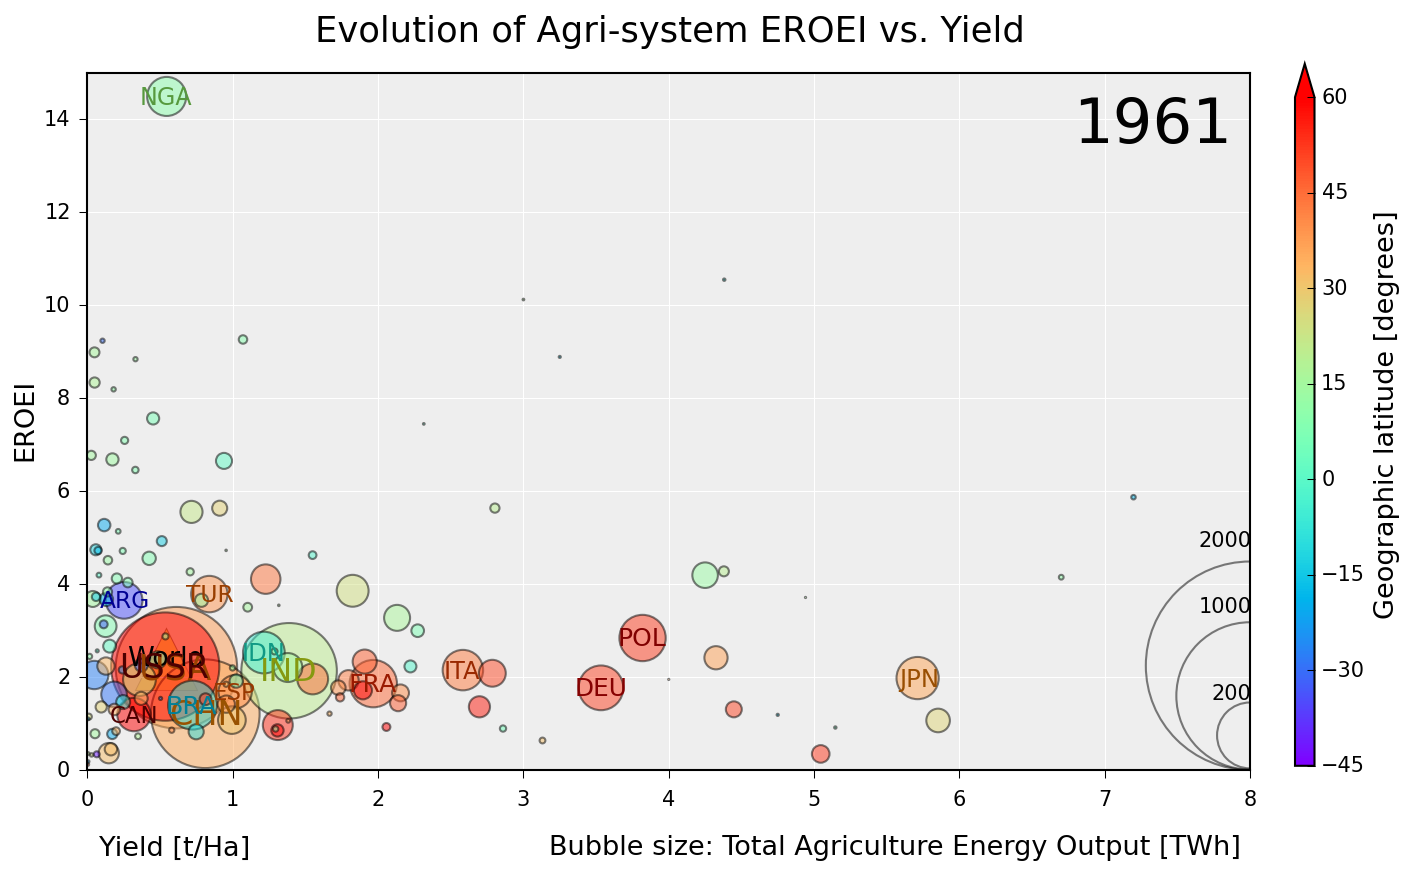 Evolution of Agri-system EROEI vs. Yield
1961
NGA
TUR
ARG
World
USSR
IDN
IND
FRA
ITA
POL
DEU
JPN
ESP
BRA
CAN
CHN
2000
1000
200
EROEI
14
12
10
8
6
4
2
0
0 1 2 3 4 5 6 7 8
Yield [t/Ha]
Bubble size: Total Agriculture Energy Output [TWh]
60
45
30
15
0
−15
−30
−45
Geographic latitude [degrees]